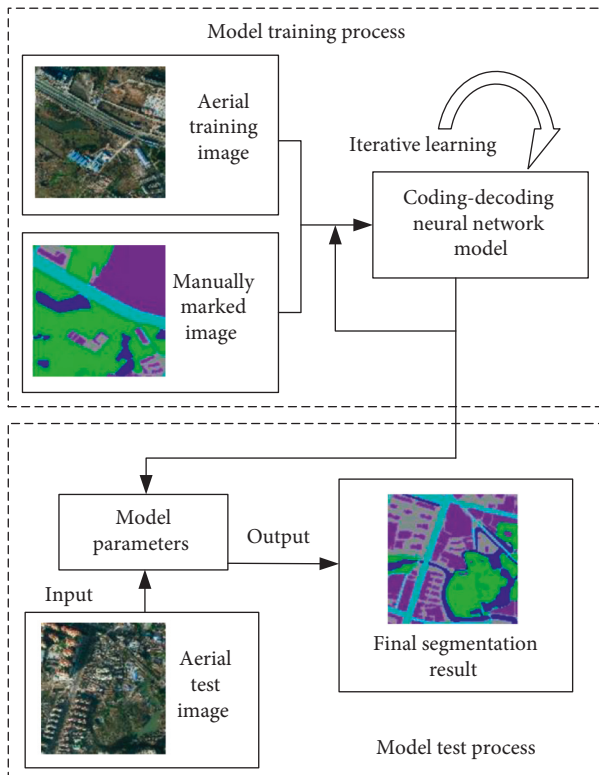 Model training process
Aerial
training
image
Iterative learning
Coding-decoding
neural network
model
Manually
marked image
Model
parameters
Output
Input
Aerial
test
image
Final segmentation
result
Model test process